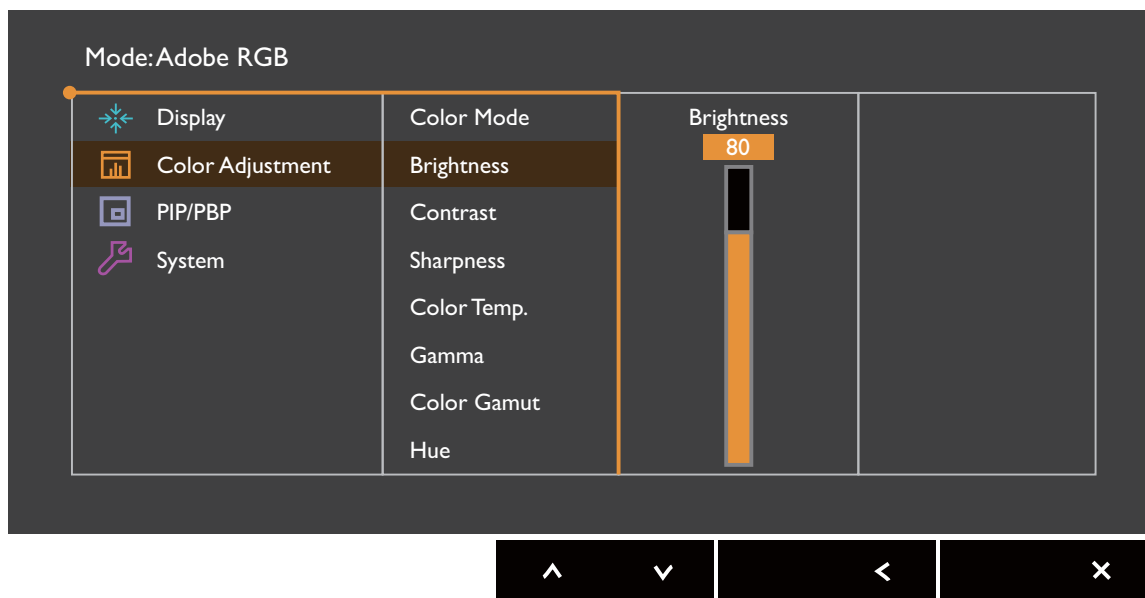 Mode: Adobe RGB
Display
Color Adjustment
PIP/PBP
System
Color Mode
Brightness
Contrast
Sharpness
Color Temp.
Gamma
Color Gamut
Hue
Brightness
80